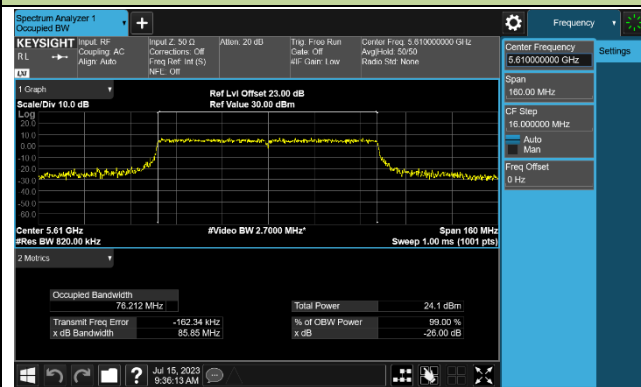 Spectrum Analyzer 1
Occupied BW
+
Frequency
KEYSIGHT
RL
LXI
Input: RF
Coupling: AC
Align: Auto
Input Z: 50 Ω
Corrections: Off
Freq Ref: Int (S)
NFE: Off
Atten: 20 dB
Trig: Free Run
Gate: Off
#IF Gain: Low
Center Freq: 5.610000000 GHz
Avg|Hold: 50/50
Radio Std: None
Center Frequency
5.610000000 GHz
Settings
Span
160.00 MHz
CF Step
16.000000 MHz
Auto
Man
Freq Offset
0 Hz
1 Graph
Scale/Div 10.0 dB
Ref Lvl Offset 23.00 dB
Ref Value 30.00 dBm
Log
20.0
10.0
0.00
-10.0
-20.0
-30.0
-40.0
-50.0
-60.0
Center 5.61 GHz
#Res BW 820.00 kHz
#Video BW 2.7000 MHz*
Span 160 MHz
Sweep 1.00 ms (1001 pts)
2 Metrics
Occupied Bandwidth
76.212 MHz
Total Power 24.1 dBm
Transmit Freq Error -162.34 kHz
% of OBW Power 99.00 %
x dB Bandwidth 85.85 MHz
x dB -26.00 dB
?
Jul 15, 2023
9:36:13 AM